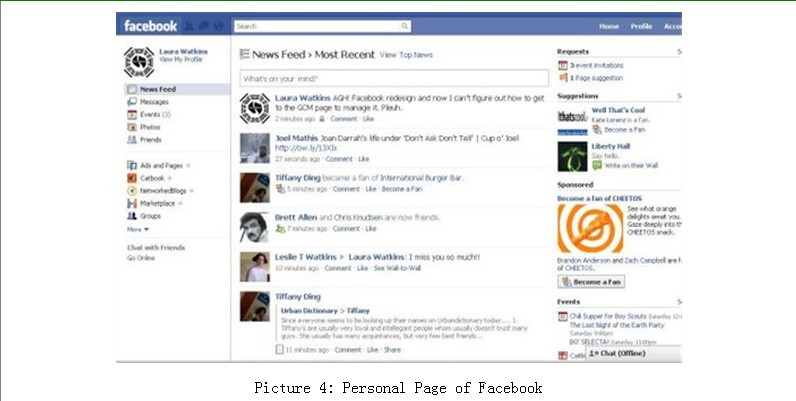 facebook
Search
Home Profile Accou
Laura Watkins
View My Profile
News Feed
Messages
Events (3)
Photos
Friends
Ads and Pages
Catbook
NetworkedBlogs
Marketplace
Groups
More
Chat with Friends
Go Online
News Feed › Most Recent View Top News
What's on your mind?
Laura Watkins AGH! Facebook redesign and now I can't figure out how to get
to the GCM page to manage it. Pleuh.
2 minutes ago · Comment · Like
Joel Mathis Joan Darrah's life under 'Don't Ask Don't Tell' | Cup o' Joel
http://ow.ly/13XIx
27 seconds ago · Comment · Like
Tiffany Ding became a fan of International Burger Bar.
5 minutes ago · Comment · Like · Become a Fan
Brett Allen and Chris Knudsen are now friends.
7 minutes ago · Comment · Like
Leslie T Watkins ▸ Laura Watkins: I miss you so much!!
10 minutes ago · Comment · Like · See Wall-to-Wall
Tiffany Ding
Urban Dictionary > Tiffany
Since everyone seems to be looking up their names on Urbandictionary today.... 1.
Tiffany's are usually very loyal and intellegent people whom usually doesn't trust many
guys. She usually has many acquintances, but very few best friends...
11 minutes ago · Comment · Like · Share
Requests
3 event invitations
1 Page suggestion
Suggestions
Well That's Cool
Kate Lorenz is a fan.
Become a Fan
thatscool
Liberty Hall
Say hello.
Write on their Wall
Sponsored
Become a fan of CHEETOS
See what orange
delights await you.
Gaze deeply into th
CHEETOS snack.
Brandon Anderson and Zach Campbell are f
of CHEETOS.
Become a Fan
Events
Chili Supper for Boy Scouts Saturday
The Last Night of the Earth Party
Saturday 9:00pm
BO' SELECTA! Saturday 11:00pm
Chat (Offline)
Picture 4: Personal Page of Facebook